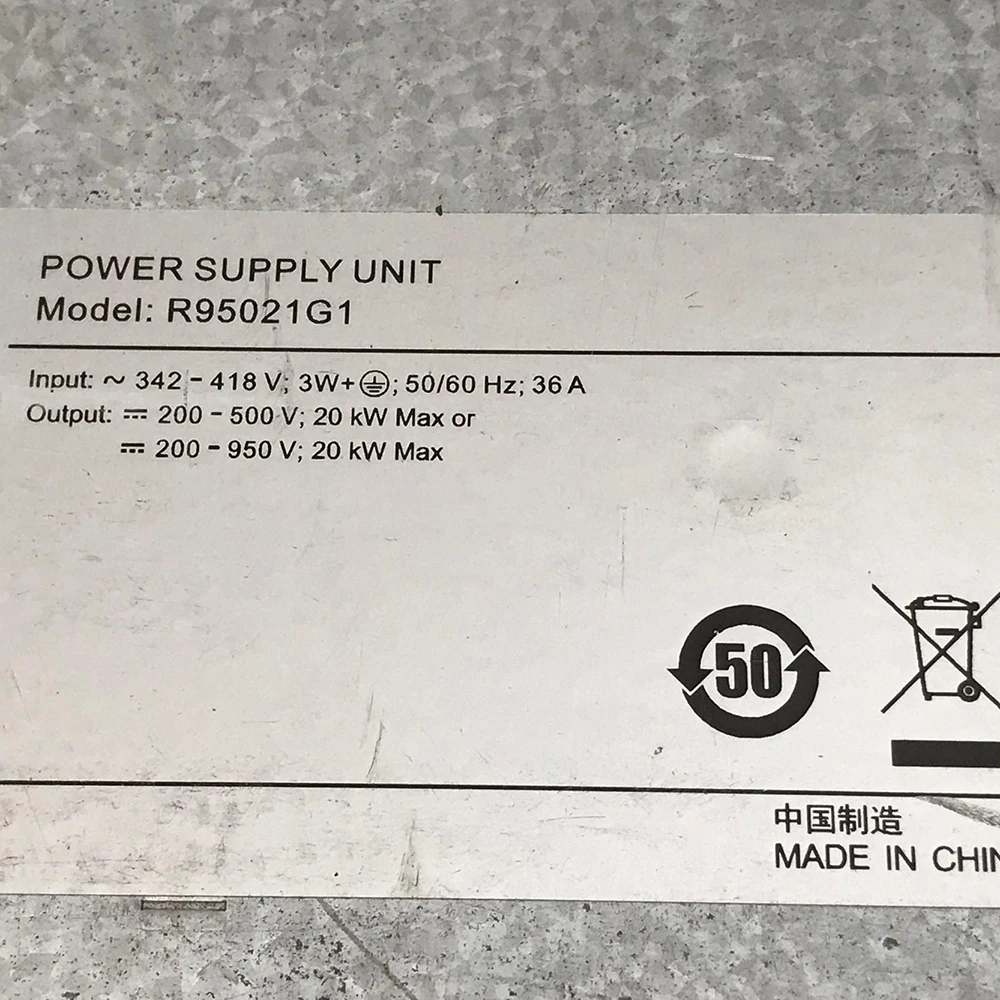 POWER SUPPLY UNIT
Model: R95021G1
Input: ~ 342 - 418 V; 3W+⏚; 50/60 Hz; 36 A
Output: ⎓ 200 - 500 V; 20 kW Max or
⎓ 200 - 950 V; 20 kW Max
50
中国制造
MADE IN CHIN